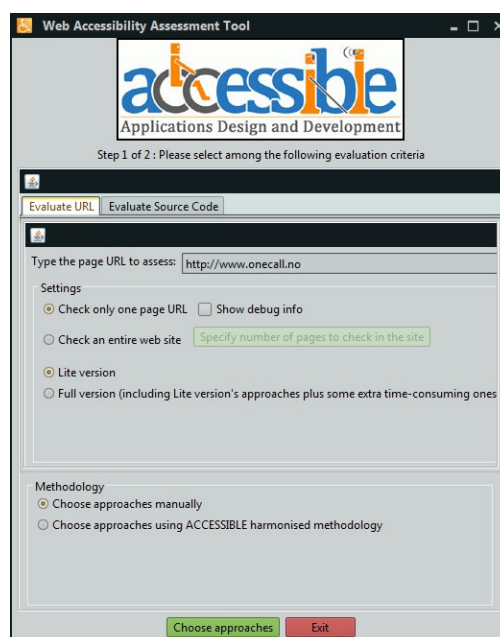 Web Accessibility Assessment Tool
accessible
Applications Design and Development
Step 1 of 2 : Please select among the following evaluation criteria
Evaluate URL Evaluate Source Code
Type the page URL to assess: http://www.onecall.no
Settings
Check only one page URL Show debug info
Check an entire web site Specify number of pages to check in the site
Lite version
Full version (including Lite version's approaches plus some extra time-consuming ones
Methodology
Choose approaches manually
Choose approaches using ACCESSIBLE harmonised methodology
Choose approaches Exit